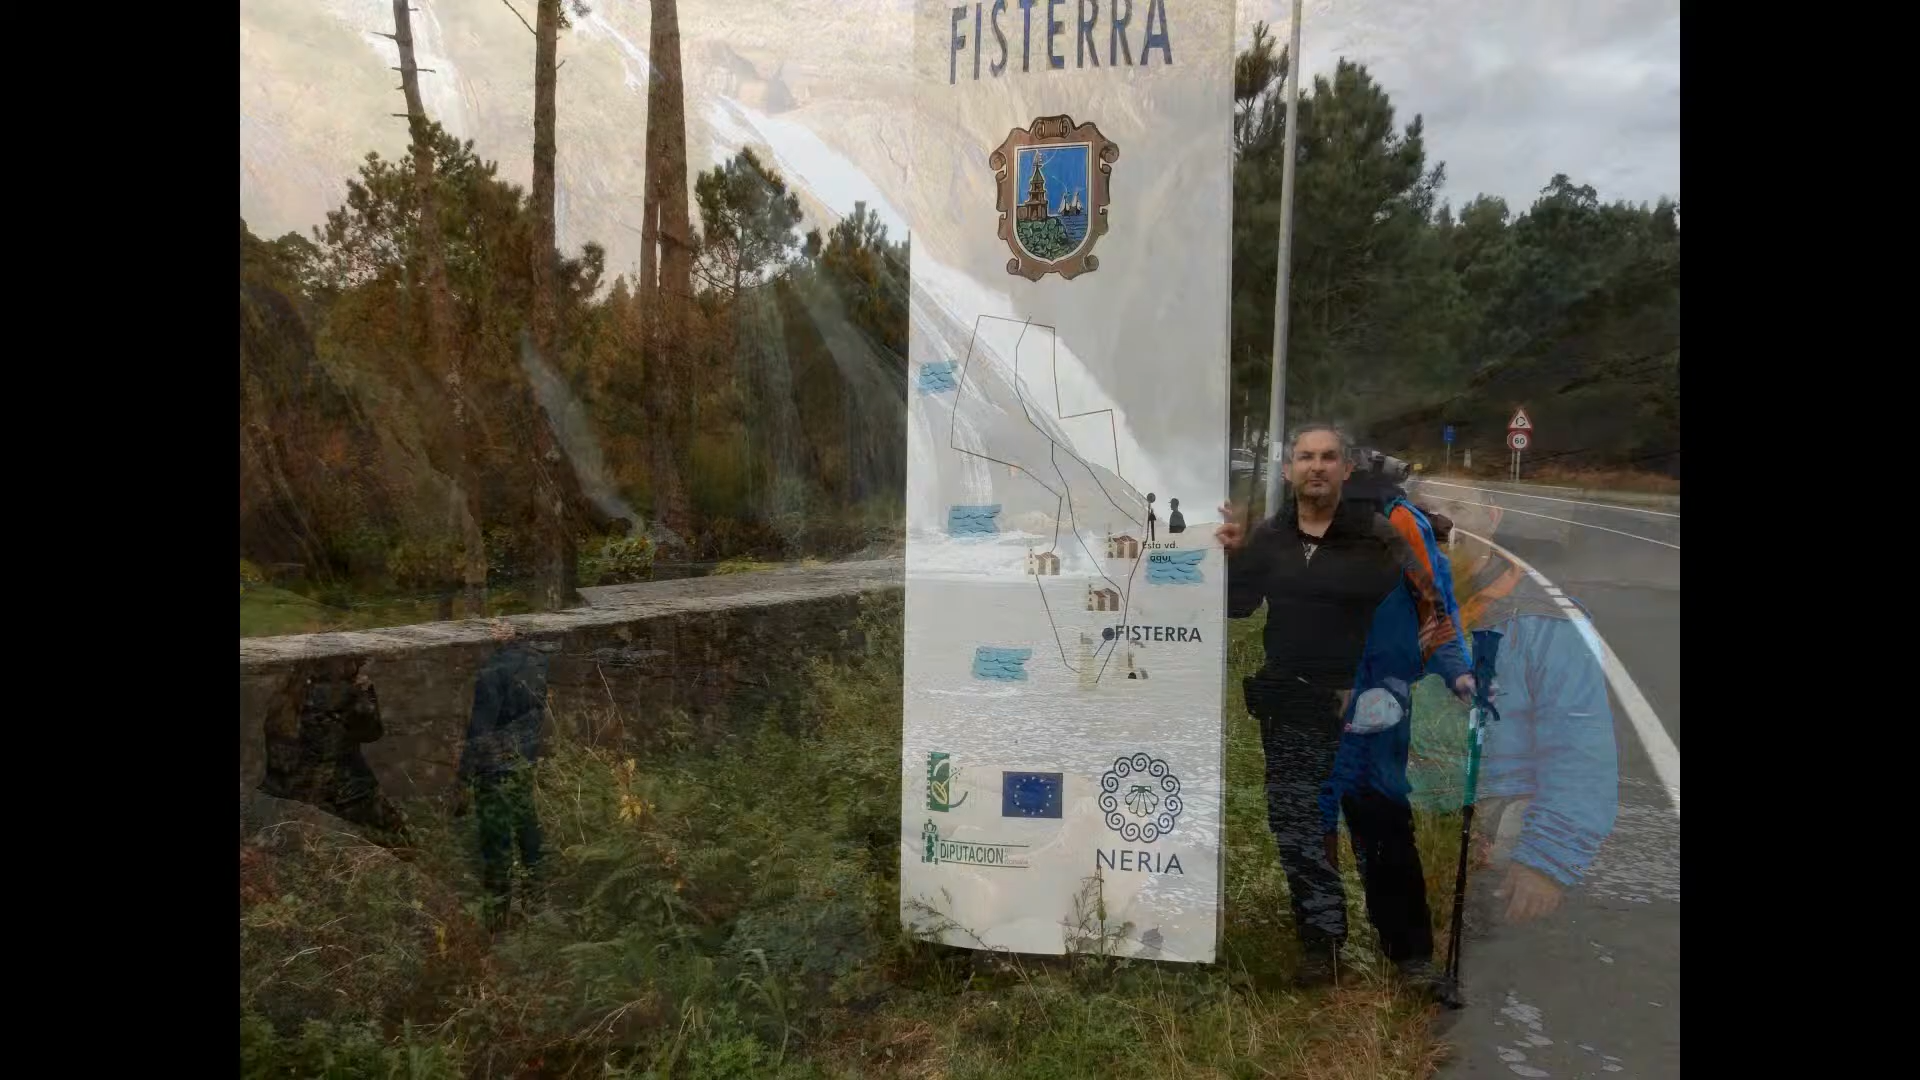 FISTERRA
60
Esta vd.
aqui
FISTERRA
DIPUTACION
NERIA